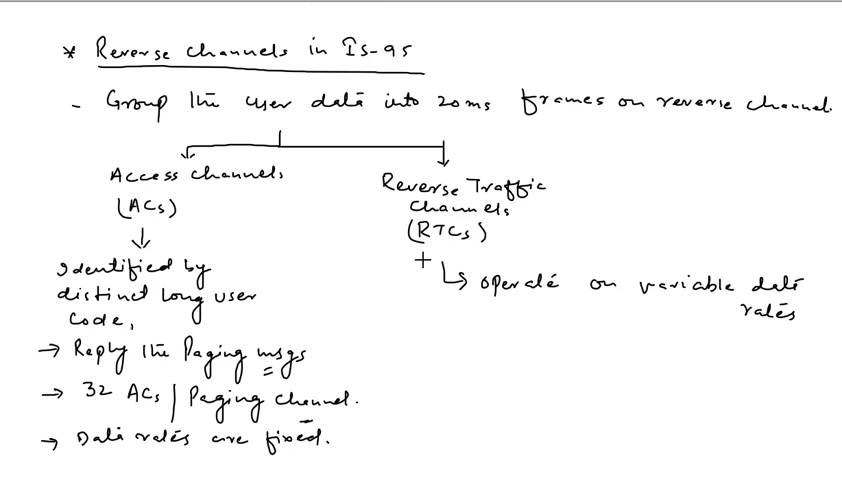 * Reverse channels in IS-95
- Group the user data into 20ms frames on reverse channel.
Access channels
(ACs)
Identified by
distinct long user
code,
→ Reply the Paging msgs
→ 32 ACs | Paging channel.
→ Data rates are fixed.
Reverse Traffic
channels
(RTCs)
+
↳ operate on variable data
rates